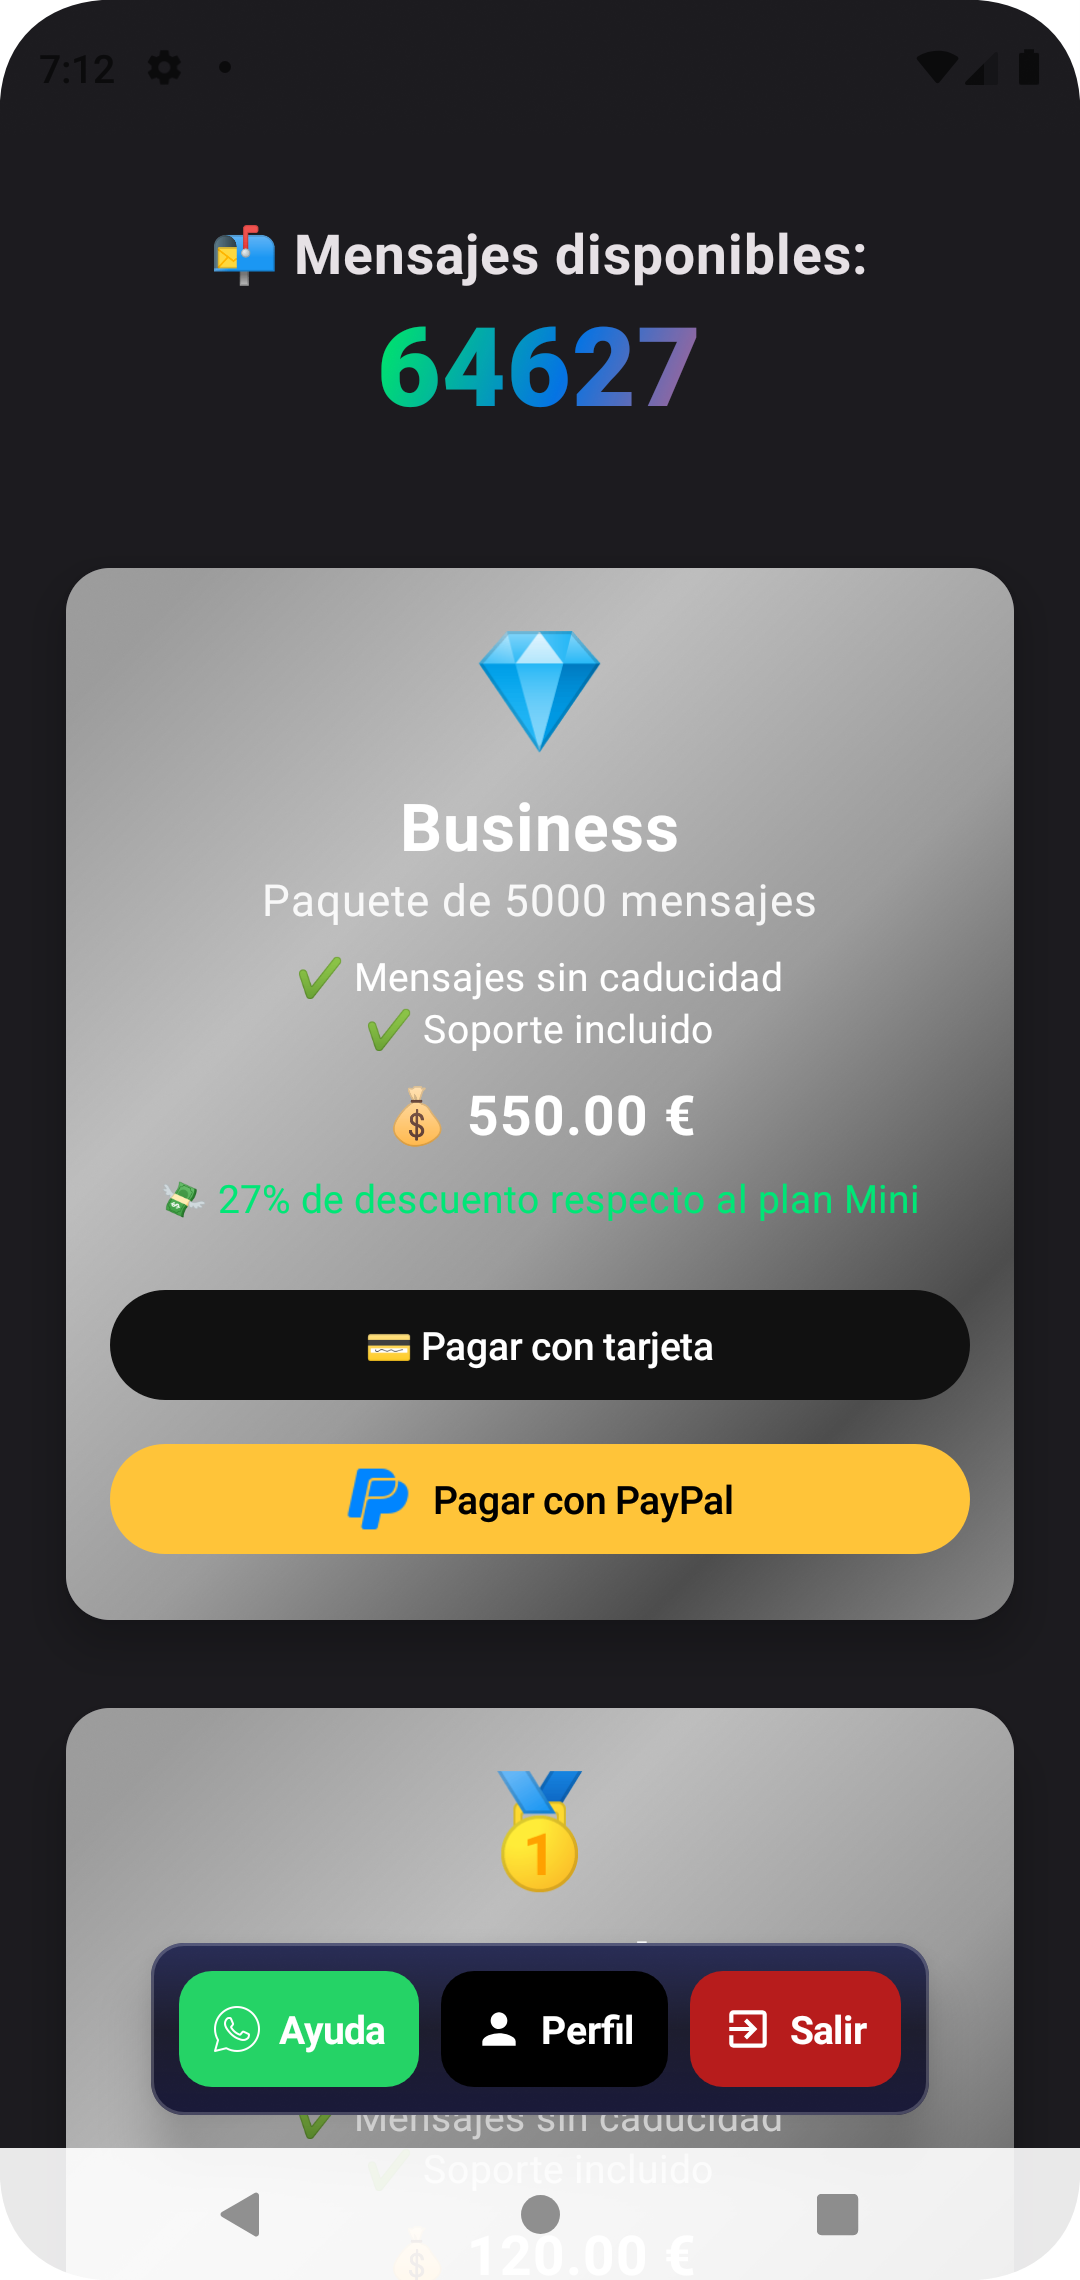 7:12
Mensajes disponibles:
64627
Business
Paquete de 5000 mensajes
Mensajes sin caducidad
Soporte incluido
550.00 €
27% de descuento respecto al plan Mini
Pagar con tarjeta
Pagar con PayPal
1
Ayuda
Perfil
Salir
Mensajes sin caducidad
Soporte incluido
120.00 €